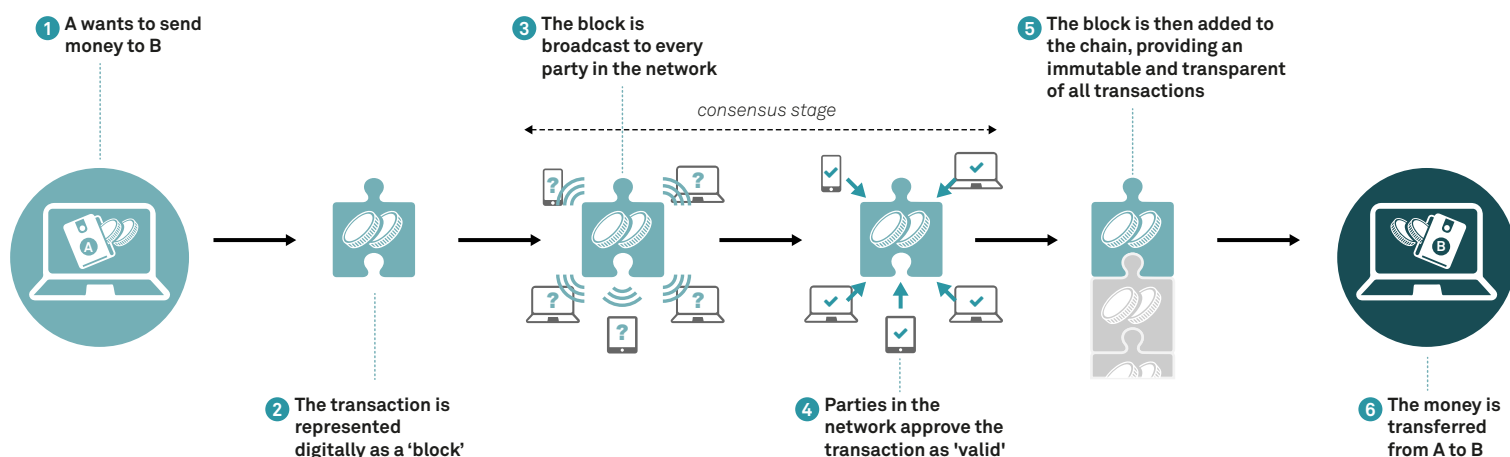 1 A wants to send
money to B
2 The transaction is
represented
digitally as a ‘block’
3 The block is
broadcast to every
party in the network
consensus stage
? ?
? ? ?
4 Parties in the
network approve the
transaction as 'valid'
5 The block is then added to
the chain, providing an
immutable and transparent
of all transactions
6 The money is
transferred
from A to B
A
B